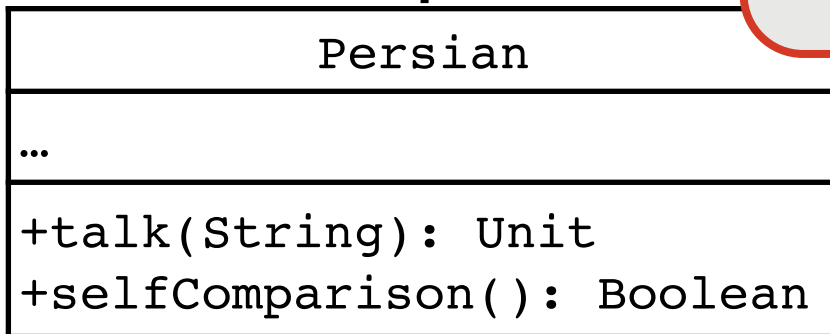 Persian
…
+talk(String): Unit
+selfComparison(): Boolean